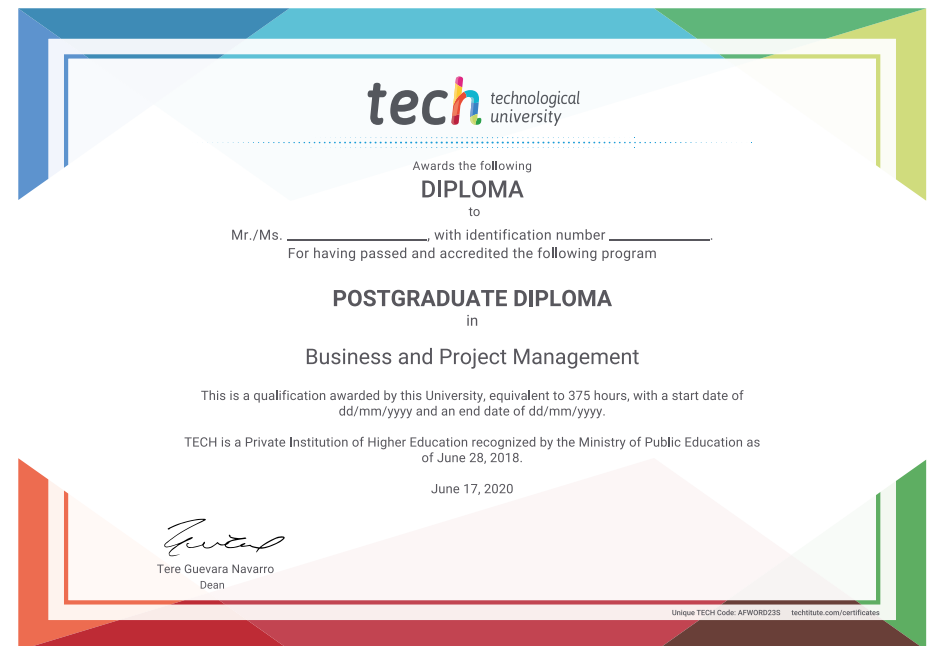 tech technological
university
Awards the following
DIPLOMA
to
Mr./Ms. ____________________, with identification number ______________.
For having passed and accredited the following program
POSTGRADUATE DIPLOMA
in
Business and Project Management
This is a qualification awarded by this University, equivalent to 375 hours, with a start date of
dd/mm/yyyy and an end date of dd/mm/yyyy.
TECH is a Private Institution of Higher Education recognized by the Ministry of Public Education as
of June 28, 2018.
June 17, 2020
Tere Guevara Navarro
Dean
Unique TECH Code: AFWORD23S techtitute.com/certificates